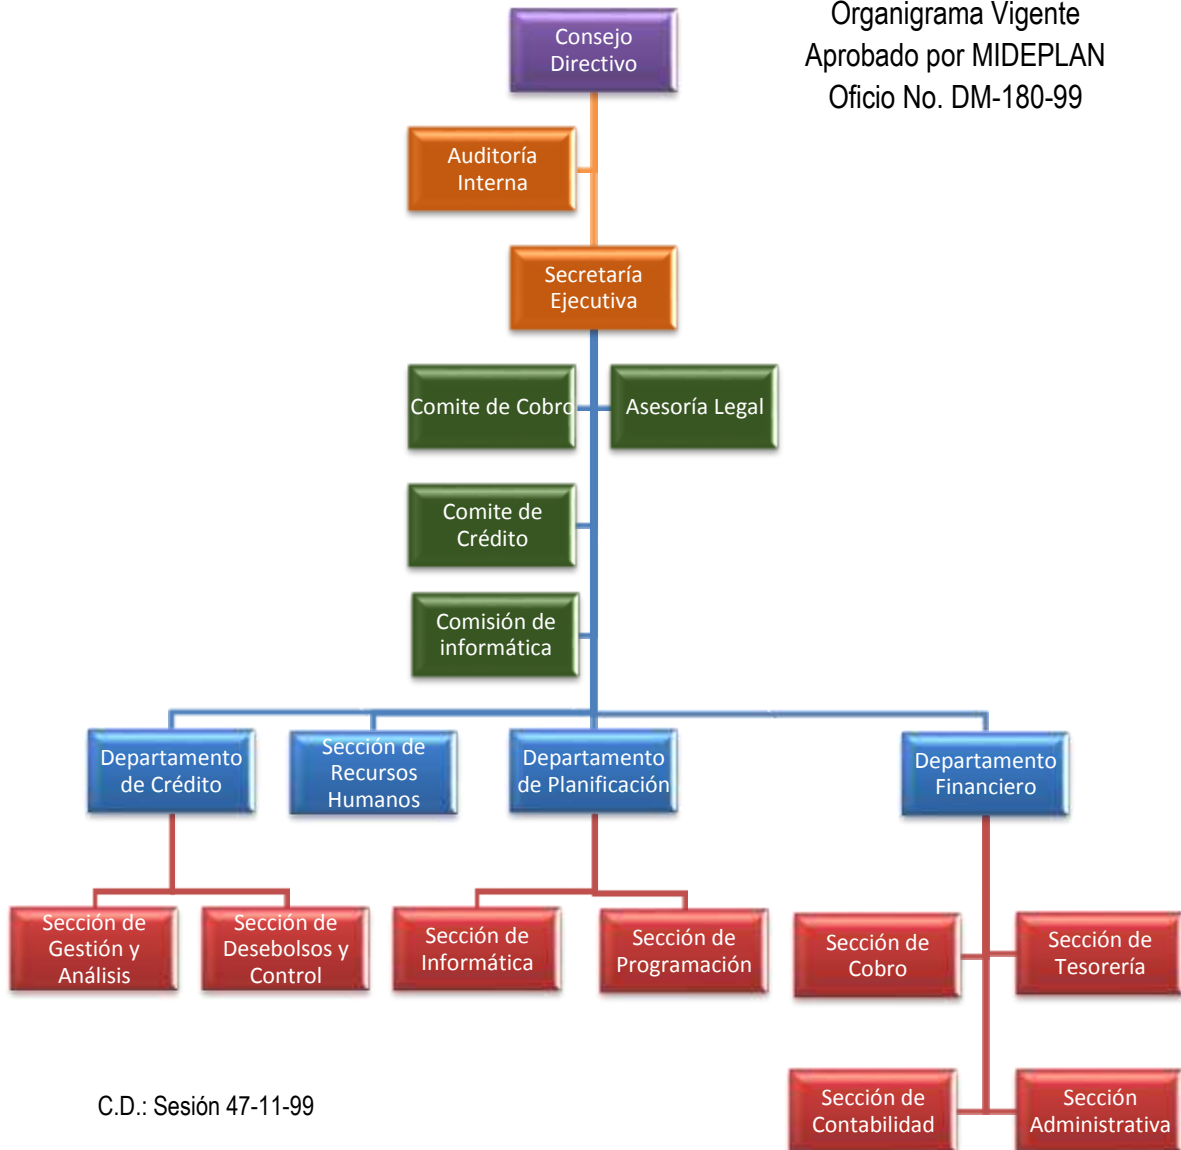 Organigrama Vigente
Aprobado por MIDEPLAN
Oficio No. DM-180-99
Consejo
Directivo
Auditoría
Interna
Secretaría
Ejecutiva
Comite de Cobro
Asesoría Legal
Comite de
Crédito
Comisión de
informática
Departamento
de Crédito
Sección de
Recursos
Humanos
Departamento
de Planificación
Departamento
Financiero
Sección de
Gestión y
Análisis
Sección de
Desebolsos y
Control
Sección de
Informática
Sección de
Programación
Sección de
Cobro
Sección de
Tesorería
Sección de
Contabilidad
Sección
Administrativa
C.D.: Sesión 47-11-99